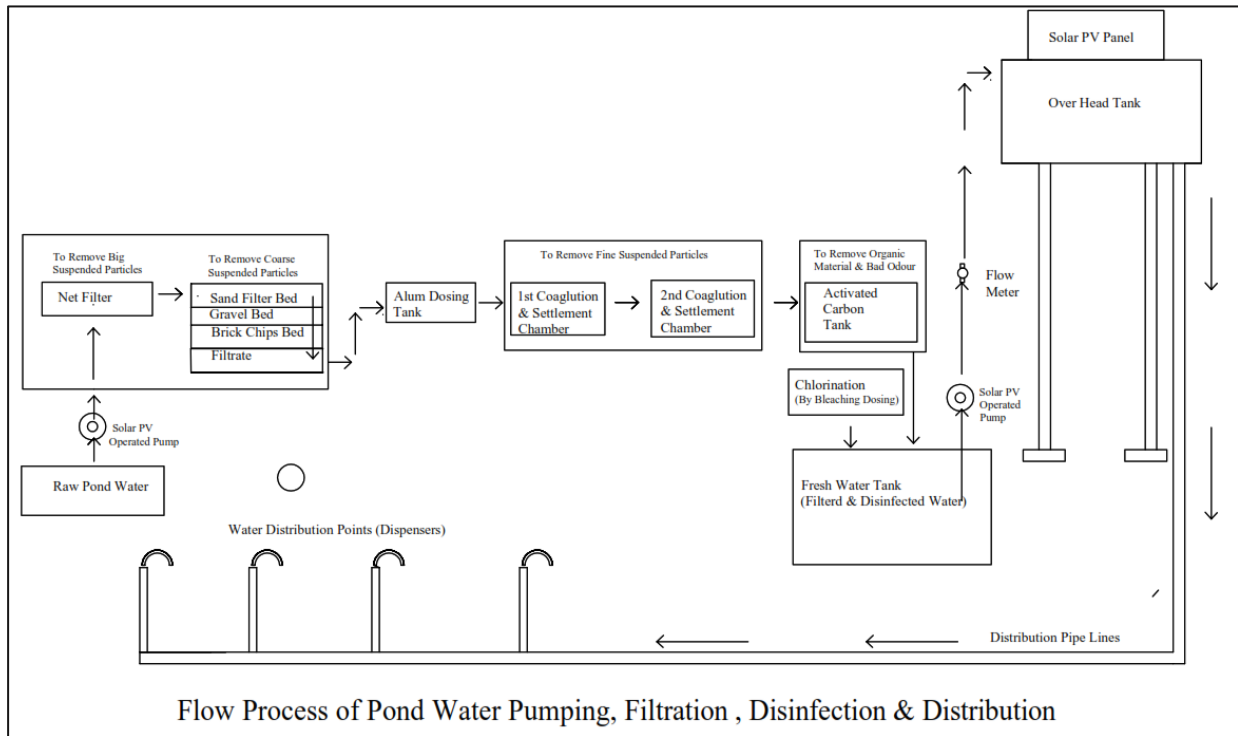 Solar PV Panel
Over Head Tank
To Remove Big
Suspended Particles
Net Filter
To Remove Coarse
Suspended Particles
Sand Filter Bed
Gravel Bed
Brick Chips Bed
Filtrate
Alum Dosing
Tank
To Remove Fine Suspended Particles
1st Coaglution
& Settlement
Chamber
2nd Coaglution
& Settlement
Chamber
To Remove Organic
Material & Bad Odour
Activated
Carbon
Tank
Flow
Meter
Chlorination
(By Bleaching Dosing)
Solar PV
Operated
Pump
Solar PV
Operated Pump
Raw Pond Water
Fresh Water Tank
(Filterd & Disinfected Water)
Water Distribution Points (Dispensers)
Distribution Pipe Lines
Flow Process of Pond Water Pumping, Filtration , Disinfection & Distribution